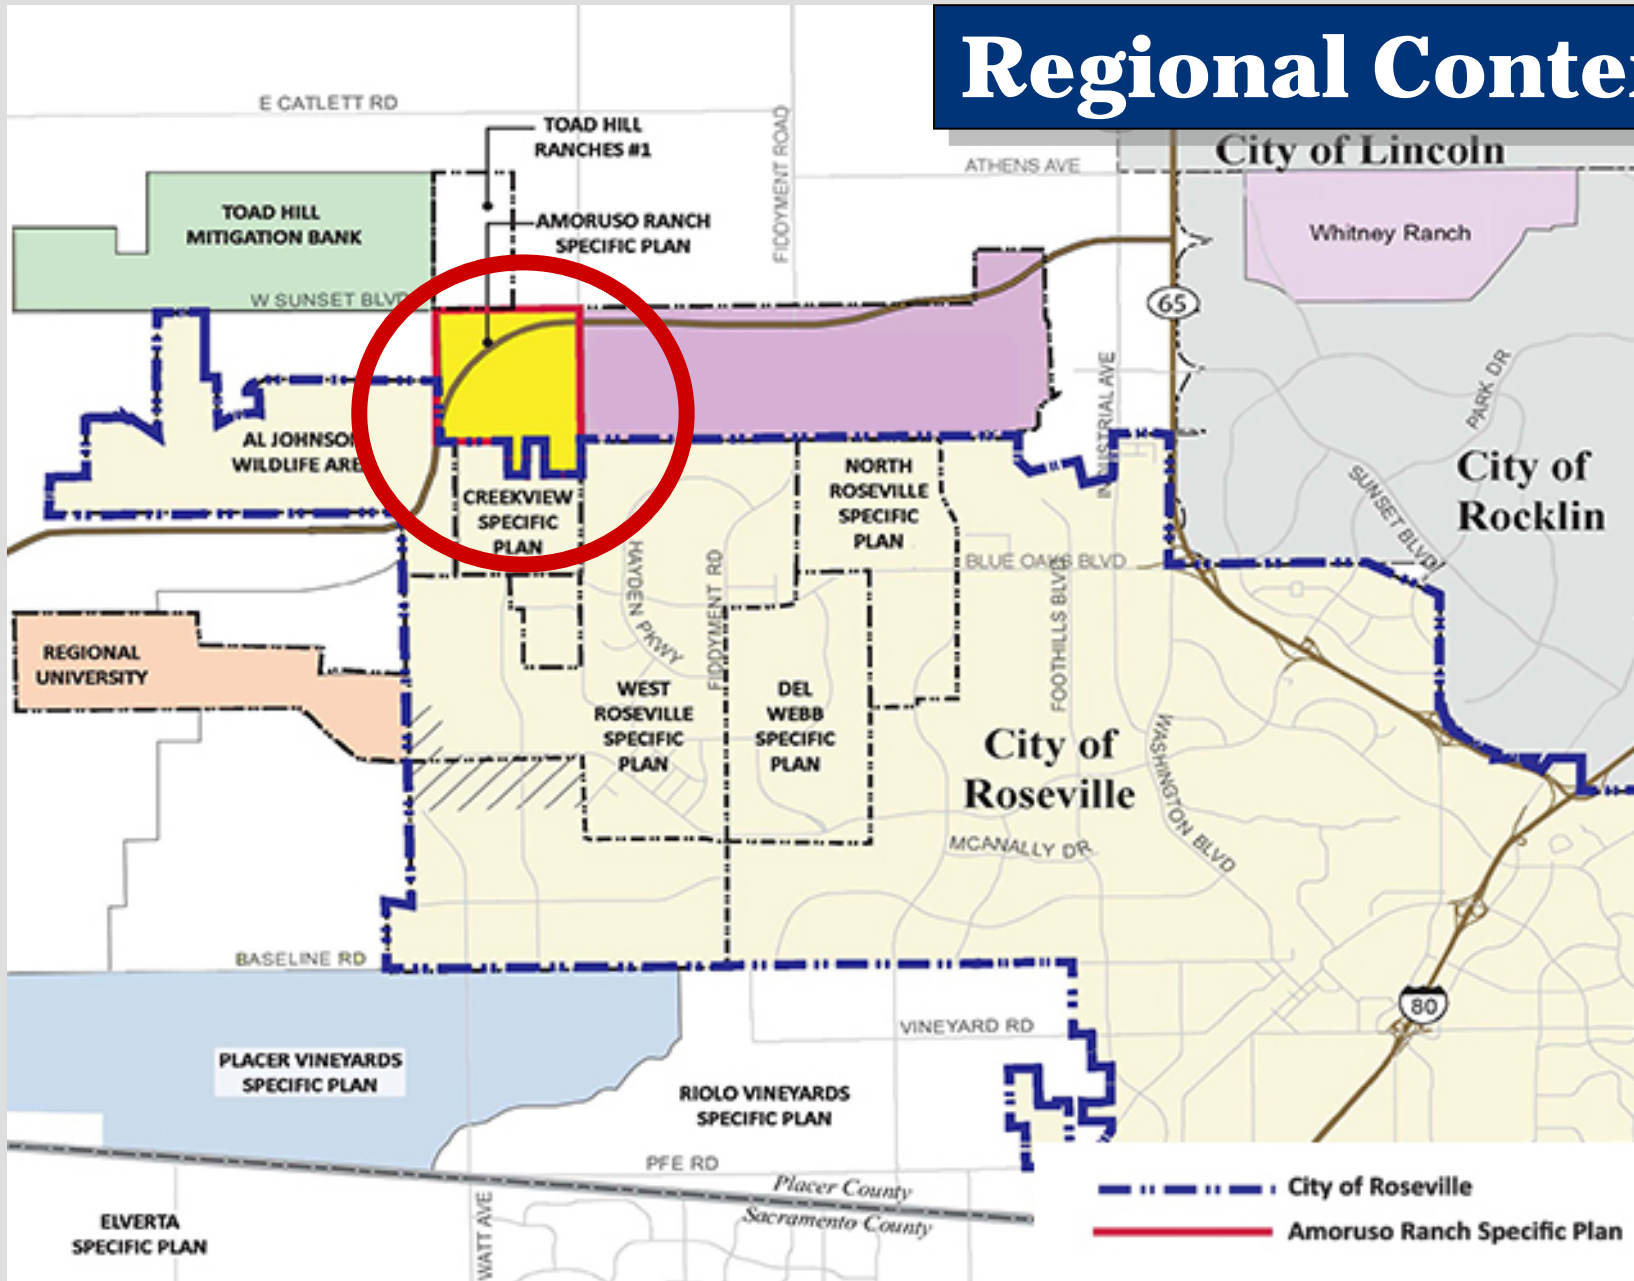 Regional Conte
E CATLETT RD
TOAD HILL
RANCHES #1
FIDDYMENT ROAD
ATHENS AVE
City of Lincoln
TOAD HILL
MITIGATION BANK
AMORUSO RANCH
SPECIFIC PLAN
Whitney Ranch
W SUNSET BLVD
65
PARK DR
AL JOHNSON
WILDLIFE ARE
INDUSTRIAL AVE
City of
Rocklin
SUNSET BLVD
CREEKVIEW
SPECIFIC
PLAN
NORTH
ROSEVILLE
SPECIFIC
PLAN
BLUE OAKS BLVD
HAYDEN PKWY
FIDDYMENT RD
FOOTHILLS BLVD
REGIONAL
UNIVERSITY
WEST
ROSEVILLE
SPECIFIC
PLAN
DEL
WEBB
SPECIFIC
PLAN
City of
Roseville
WASHINGTON BLVD
MCANALLY DR
BASELINE RD
80
VINEYARD RD
PLACER VINEYARDS
SPECIFIC PLAN
RIOLO VINEYARDS
SPECIFIC PLAN
PFE RD
Placer County
Sacramento County
WATT AVE
ELVERTA
SPECIFIC PLAN
City of Roseville
Amoruso Ranch Specific Plan